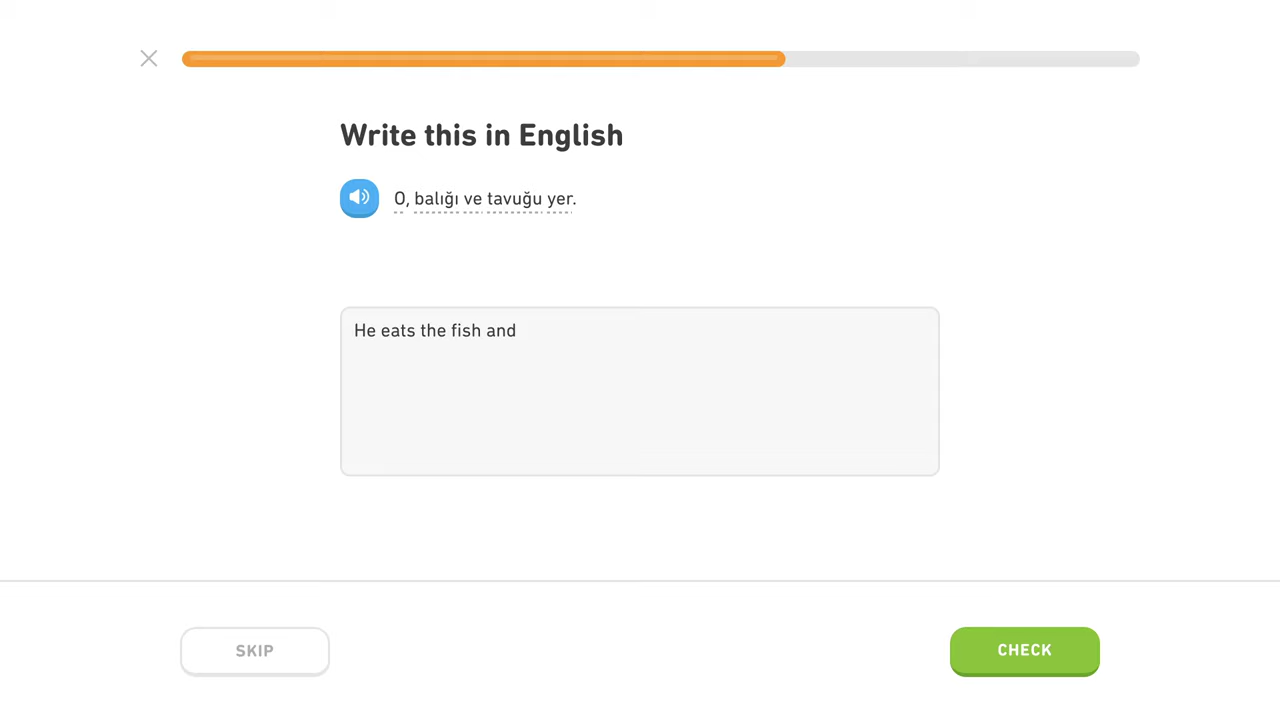 Write this in English
O, balığı ve tavuğu yer.
He eats the fish and
SKIP
CHECK